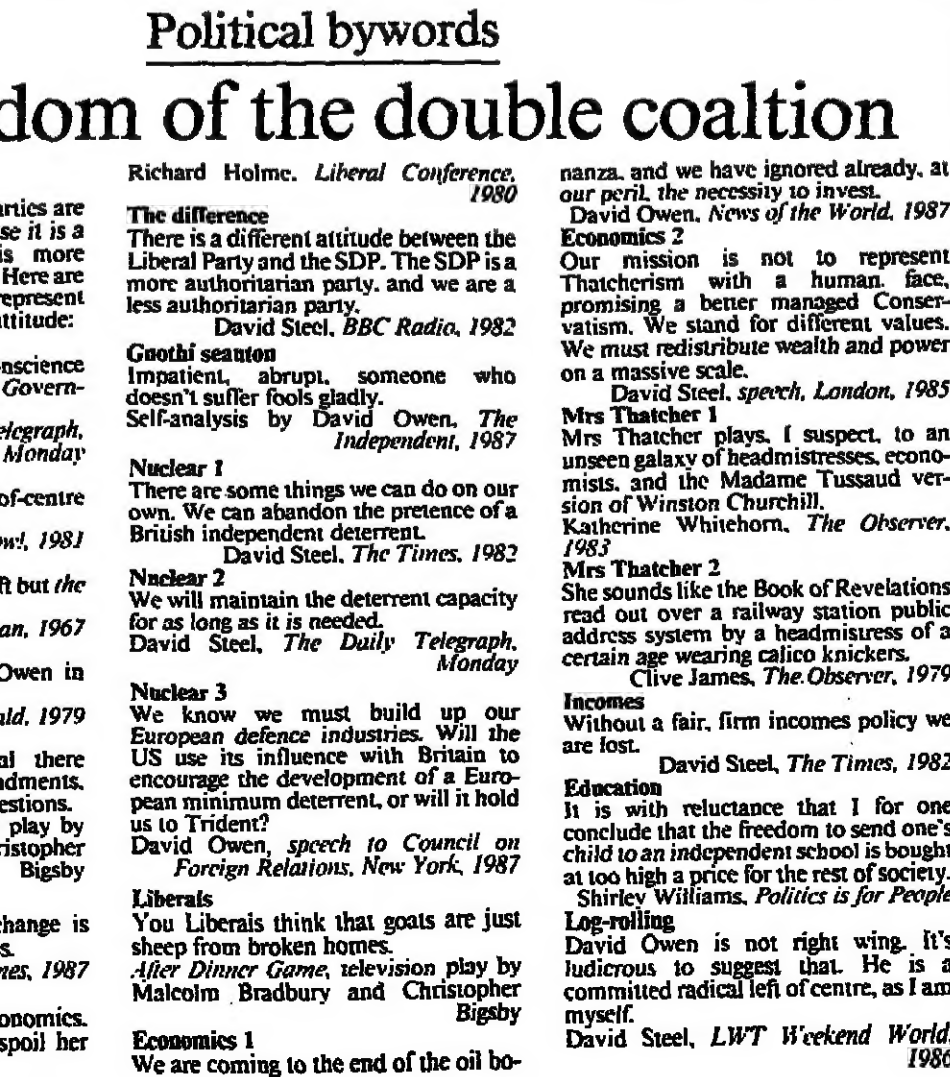 Political bywords
dom of the double coaltion
arties are
se it is a
is more
Here are
represent
attitude:
nscience
Govern-
elegraph,
Monday
of-centre
ow!, 1981
ft but the
an, 1967
Owen in
ald, 1979
al there
ndments,
estions.
play by
ristopher
Bigsby
change is
s.
mes, 1987
onomics.
spoil her
Richard Holme, Liberal Conference,
1980
The difference
There is a different attitude between the
Liberal Party and the SDP. The SDP is a
more authoritarian party, and we are a
less authoritarian party.
David Steel, BBC Radio, 1982
Gnothi seauton
Impatient, abrupt, someone who
doesn't suffer fools gladly.
Self-analysis by David Owen, The
Independent, 1987
Nuclear 1
There are some things we can do on our
own. We can abandon the pretence of a
British independent deterrent.
David Steel, The Times, 1982
Nuclear 2
We will maintain the deterrent capacity
for as long as it is needed.
David Steel, The Daily Telegraph,
Monday
Nuclear 3
We know we must build up our
European defence industries. Will the
US use its influence with Britain to
encourage the development of a Euro-
pean minimum deterrent, or will it hold
us to Trident?
David Owen, speech to Council on
Foreign Relations, New York, 1987
Liberals
You Liberals think that goats are just
sheep from broken homes.
After Dinner Game, television play by
Malcolm Bradbury and Christopher
Bigsby
Economics 1
We are coming to the end of the oil bo-
nanza, and we have ignored already, at
our peril, the necessity to invest.
David Owen, News of the World, 1987
Economics 2
Our mission is not to represent
Thatcherism with a human face,
promising a better managed Conser-
vatism. We stand for different values.
We must redistribute wealth and power
on a massive scale.
David Steel, speech, London, 1985
Mrs Thatcher 1
Mrs Thatcher plays, I suspect, to an
unseen galaxy of headmistresses, econo-
mists, and the Madame Tussaud ver-
sion of Winston Churchill.
Katherine Whitehorn, The Observer,
1983
Mrs Thatcher 2
She sounds like the Book of Revelations
read out over a railway station public
address system by a headmistress of a
certain age wearing calico knickers.
Clive James, The Observer, 1979
Incomes
Without a fair, firm incomes policy we
are lost.
David Steel, The Times, 1982
Education
It is with reluctance that I for one
conclude that the freedom to send one's
child to an independent school is bought
at too high a price for the rest of society.
Shirley Williams, Politics is for People
Log-rolling
David Owen is not right wing. It's
ludicrous to suggest that. He is a
committed radical left of centre, as I am
myself.
David Steel, LWT Weekend World,
1986